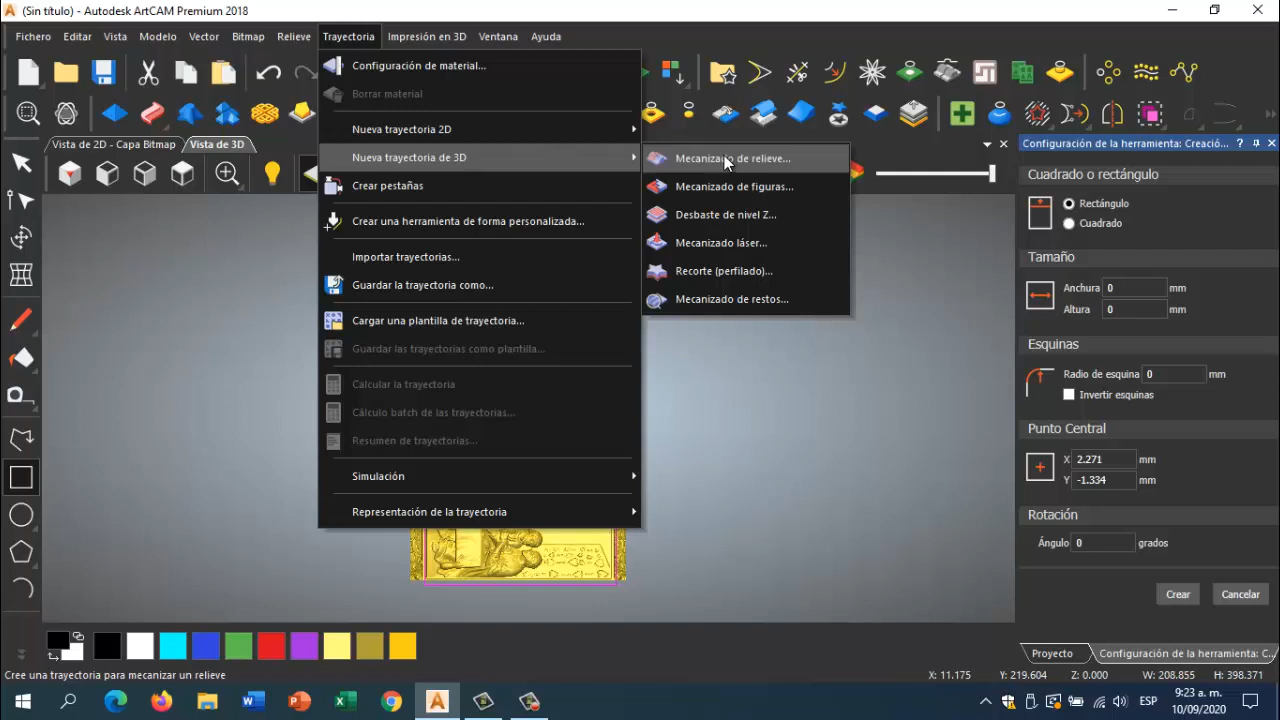 (Sin título) - Autodesk ArtCAM Premium 2018
Fichero Editar Vista Modelo Vector Bitmap Relieve Trayectoria Impresión en 3D Ventana Ayuda
Configuración de material...
Borrar material
Nueva trayectoria 2D
Nueva trayectoria de 3D
Crear pestañas
Crear una herramienta de forma personalizada...
Importar trayectorias...
Guardar la trayectoria como...
Cargar una plantilla de trayectoria...
Guardar las trayectorias como plantilla...
Calcular la trayectoria
Cálculo batch de las trayectorias...
Resumen de trayectorias...
Simulación
Representación de la trayectoria
Mecanizado de relieve...
Mecanizado de figuras...
Desbaste de nivel Z...
Mecanizado láser...
Recorte (perfilado)...
Mecanizado de restos...
Vista de 2D - Capa Bitmap Vista de 3D
Configuración de la herramienta: Creació...
Cuadrado o rectángulo
Rectángulo
Cuadrado
Tamaño
Anchura 0 mm
Altura 0 mm
Esquinas
Radio de esquina 0 mm
Invertir esquinas
Punto Central
X 2.271 mm
Y -1.334 mm
Rotación
Ángulo 0 grados
Crear Cancelar
Proyecto Configuración de la herramienta: C...
Cree una trayectoria para mecanizar un relieve
X: 11.175 Y: 219.604 Z: 0.000 W: 208.855 H: 398.371
ESP
9:23 a. m.
10/09/2020